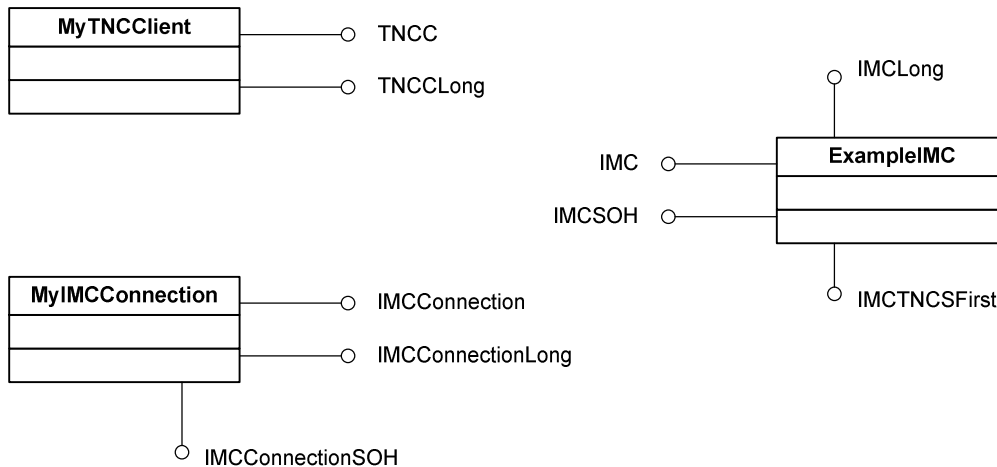 MyTNCClient
TNCC
TNCCLong
IMCLong
IMC
ExampleIMC
IMCSOH
IMCTNCSFirst
MyIMCConnection
IMCConnection
IMCConnectionLong
IMCConnectionSOH